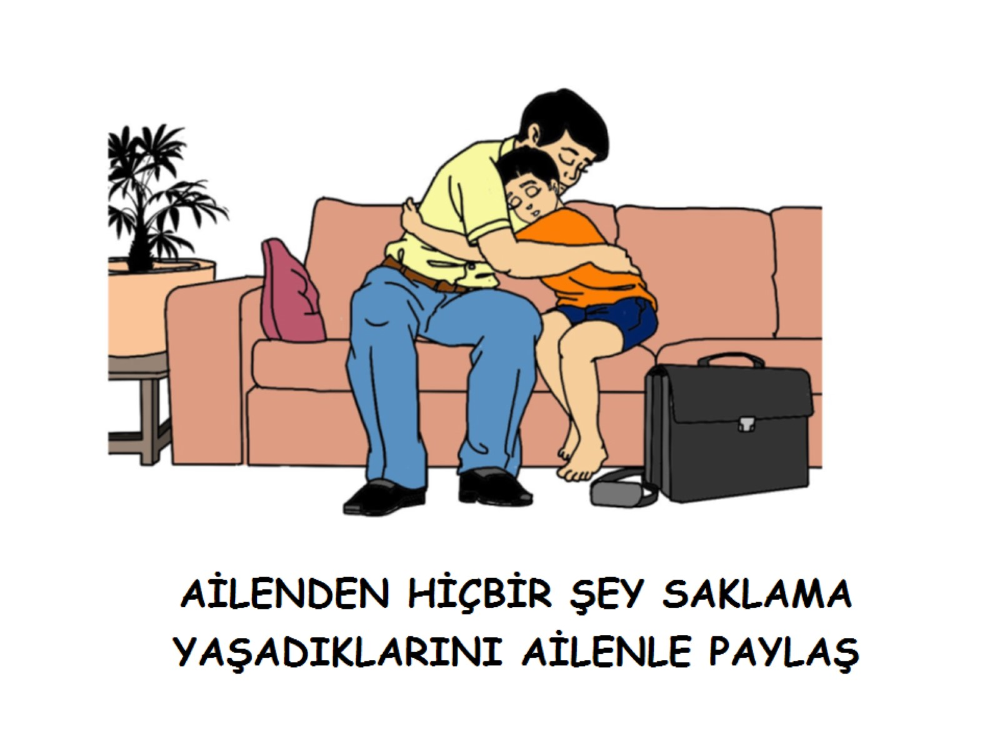 AİLENDEN HİÇBİR ŞEY SAKLAMA
YAŞADIKLARINI AİLENLE PAYLAŞ